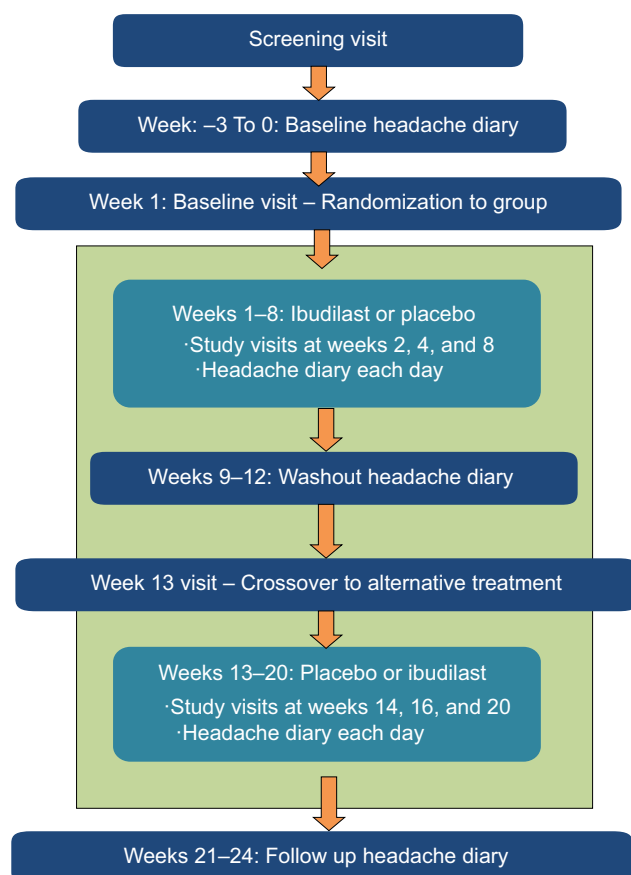 Screening visit
Week: –3 To 0: Baseline headache diary
Week 1: Baseline visit – Randomization to group
Weeks 1–8: Ibudilast or placebo
·Study visits at weeks 2, 4, and 8
·Headache diary each day
Weeks 9–12: Washout headache diary
Week 13 visit – Crossover to alternative treatment
Weeks 13–20: Placebo or ibudilast
·Study visits at weeks 14, 16, and 20
·Headache diary each day
Weeks 21–24: Follow up headache diary